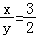 x/y = 3/2